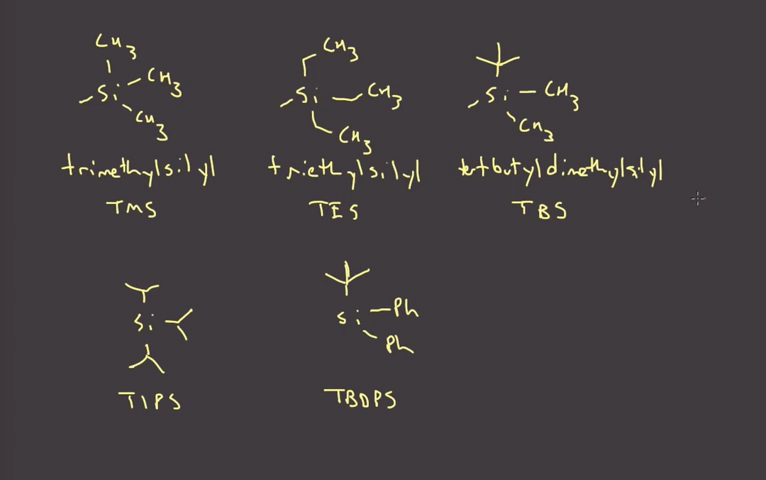 CH3 CH3
Si CH3 Si CH3 Si CH3
CH3 CH3 CH3
trimethylsilyl triethylsilyl tertbutyldimethylsilyl
TMS TES TBS
Si Si Ph
Ph
TIPS TBDPS